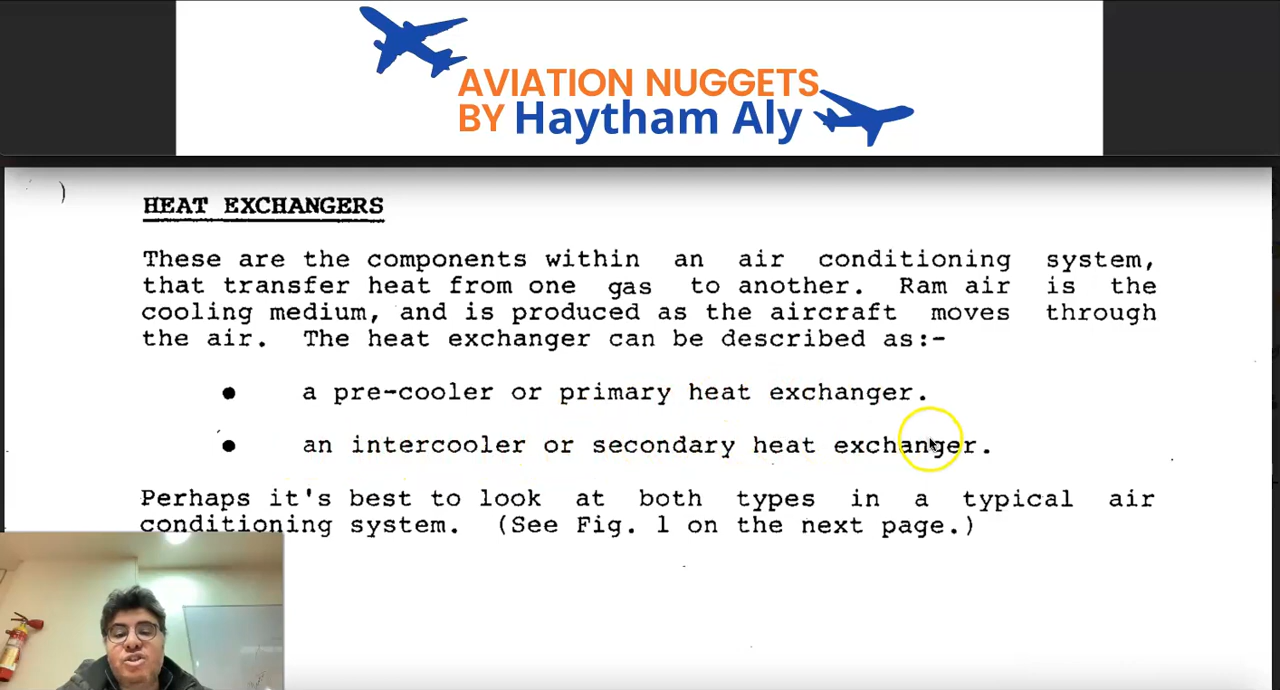 AVIATION NUGGETS
BY Haytham Aly
)
HEAT EXCHANGERS
These are the components within an air conditioning system,
that transfer heat from one gas to another. Ram air is the
cooling medium, and is produced as the aircraft moves through
the air. The heat exchanger can be described as:-
● a pre-cooler or primary heat exchanger.
● an intercooler or secondary heat exchanger.
Perhaps it's best to look at both types in a typical air
conditioning system. (See Fig. 1 on the next page.)